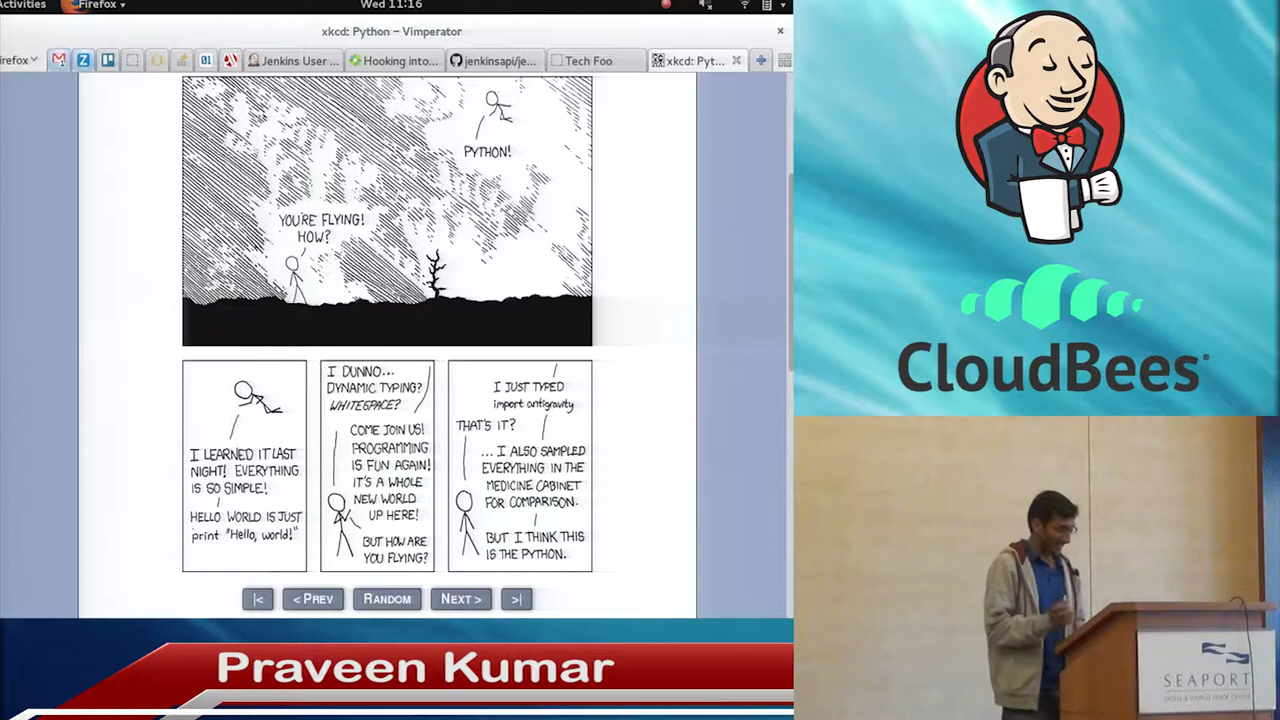 Activities
Firefox
Wed 11:16
xkcd: Python – Vimperator
irefox
Jenkins User ...
Hooking into...
jenkinsapi/je...
Tech Foo
xkcd: Pyt...
PYTHON!
YOU'RE FLYING!
HOW?
I LEARNED IT LAST
NIGHT! EVERYTHING
IS SO SIMPLE!
HELLO WORLD IS JUST
print "Hello, world!"
I DUNNO...
DYNAMIC TYPING?
WHITESPACE?
COME JOIN US!
PROGRAMMING
IS FUN AGAIN!
IT'S A WHOLE
NEW WORLD
UP HERE!
BUT HOW ARE
YOU FLYING?
I JUST TYPED
import antigravity
THAT'S IT?
... I ALSO SAMPLED
EVERYTHING IN THE
MEDICINE CABINET
FOR COMPARISON.
BUT I THINK THIS
IS THE PYTHON.
|<
< PREV
RANDOM
NEXT >
>|
CloudBees
Praveen Kumar
SEAPORT